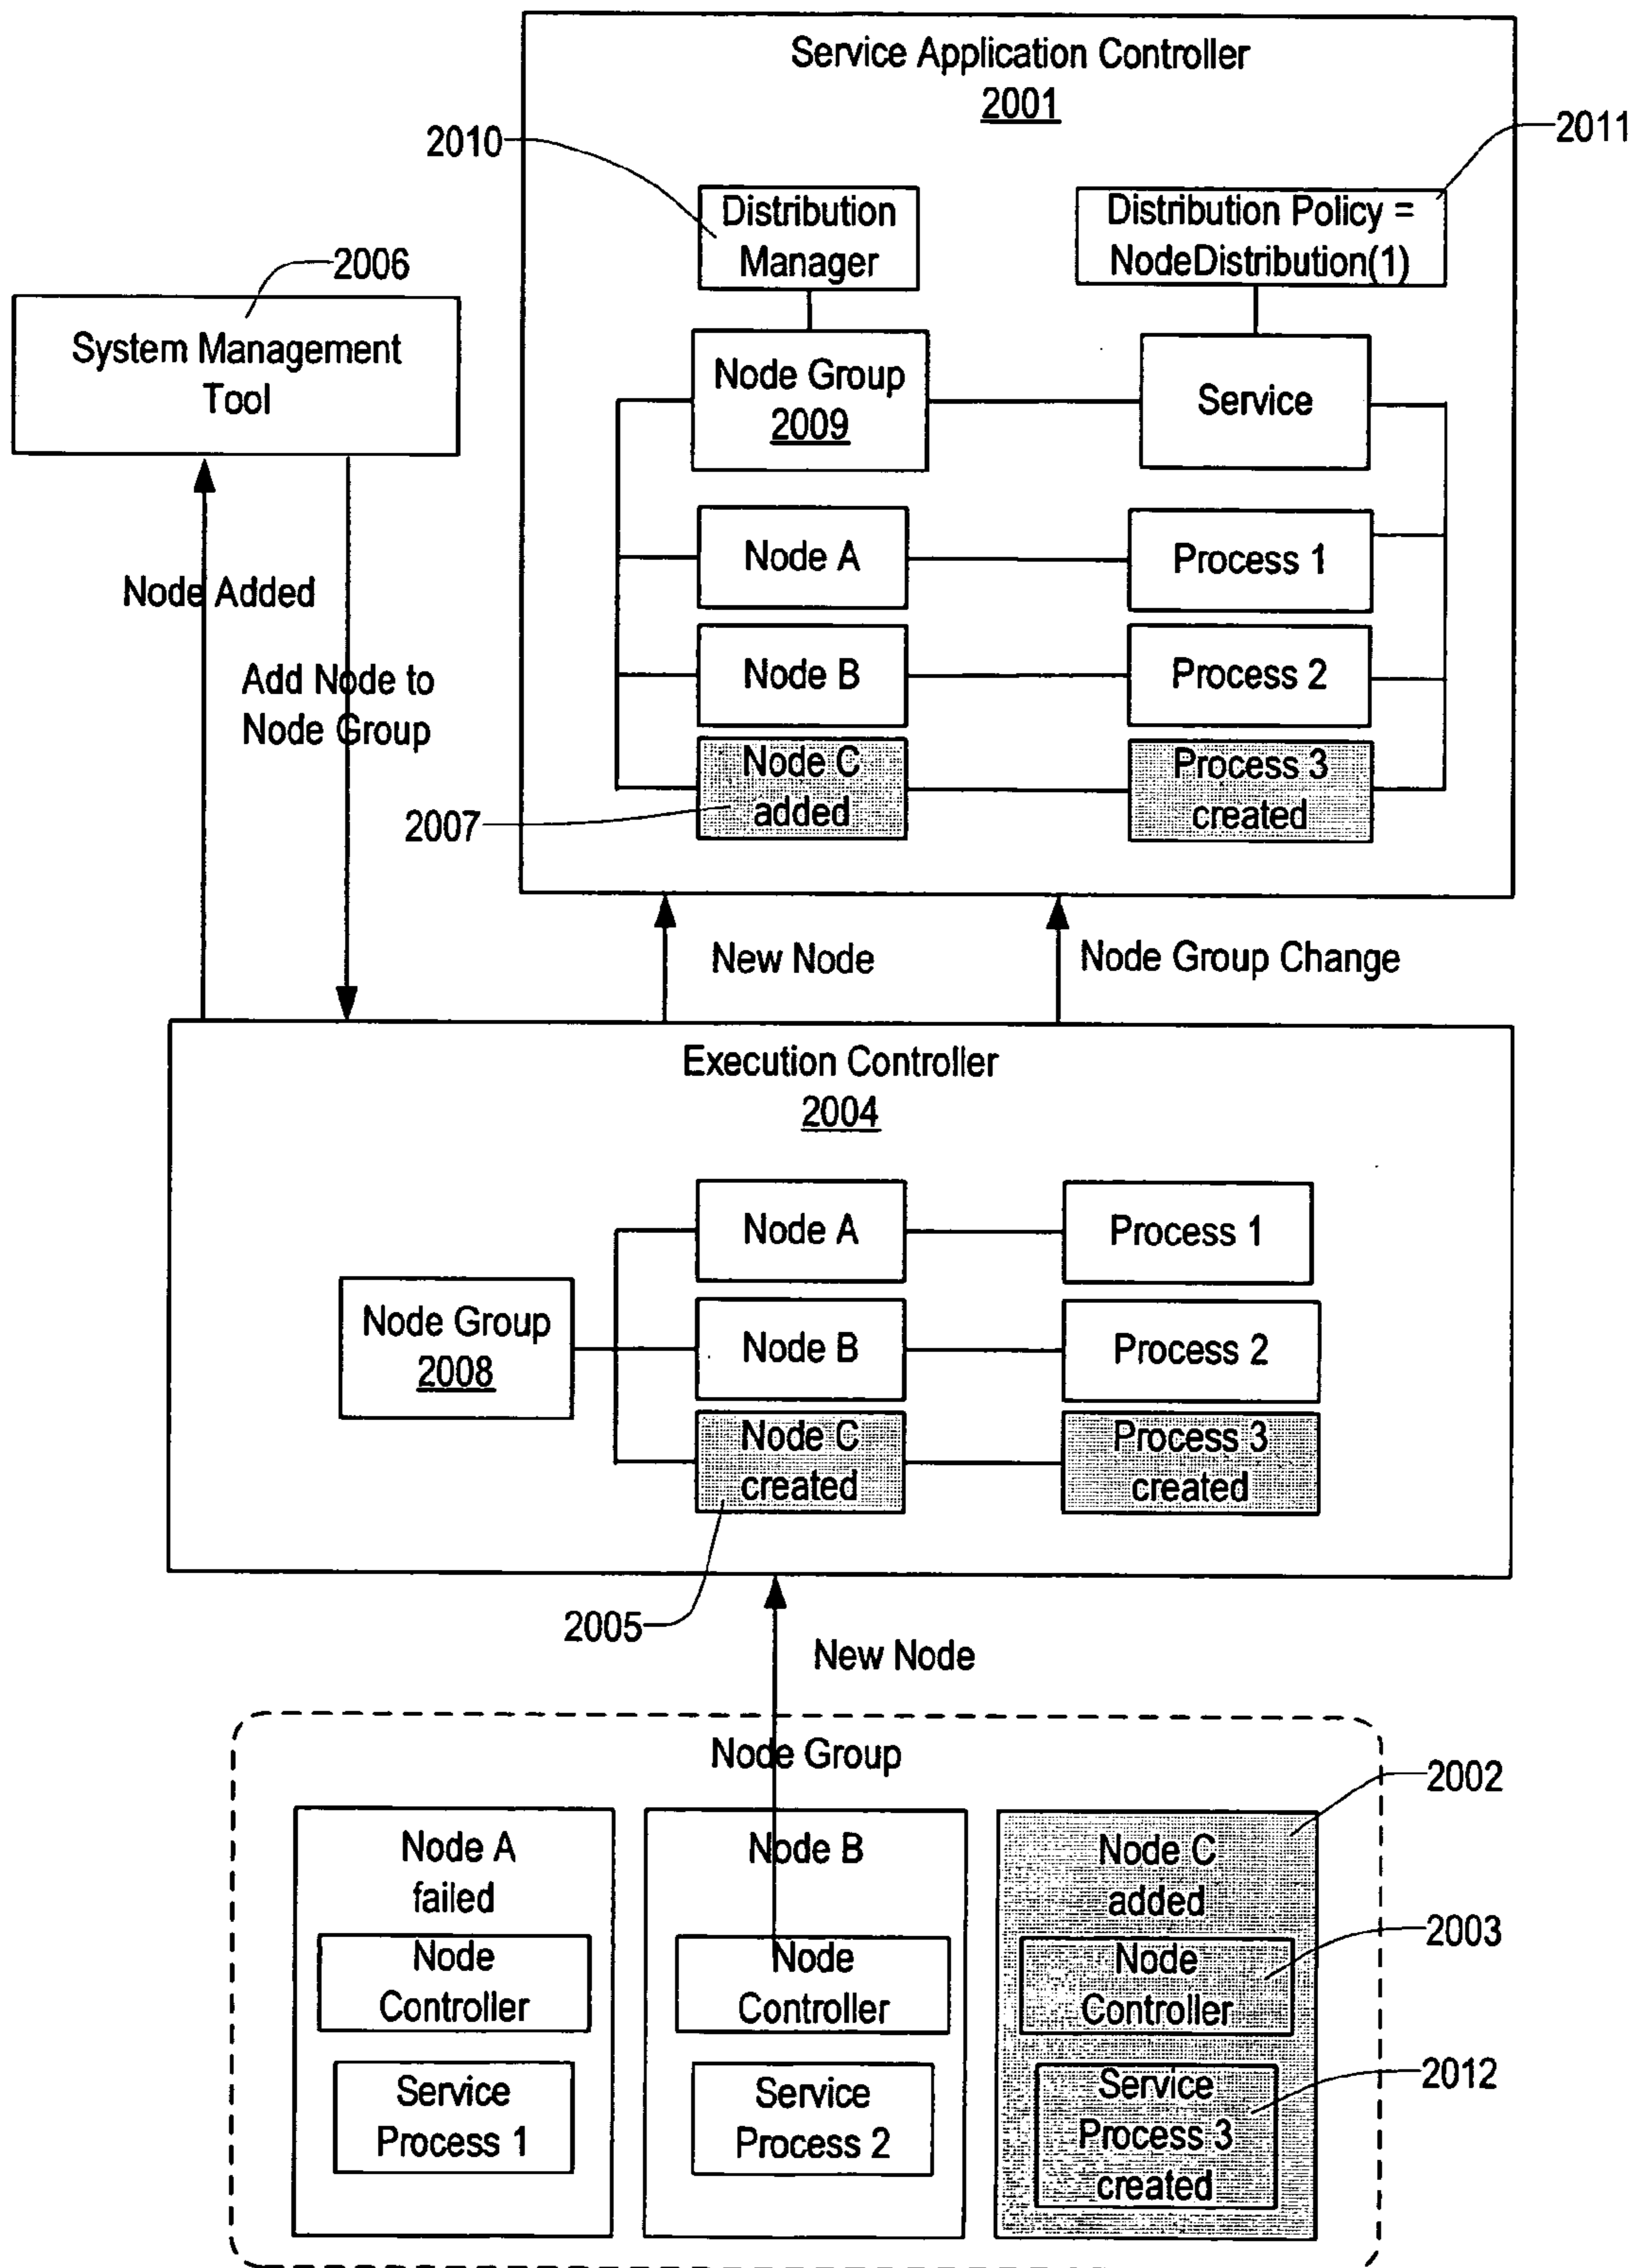 Service Application Controller
2001
2010
2011
Distribution
Manager
Distribution Policy =
NodeDistribution(1)
2006
System Management
Tool
Node Group
2009
Service
Node A
Process 1
Node Added
Node B
Process 2
Add Node to
Node Group
Node C
added
Process 3
created
2007
New Node
Node Group Change
Execution Controller
2004
Node A
Process 1
Node Group
2008
Node B
Process 2
Node C
created
Process 3
created
2005
New Node
Node Group
2002
Node A
failed
Node B
Node C
added
2003
Node
Controller
Node
Controller
Node
Controller
2012
Service
Process 1
Service
Process 2
Service
Process 3
created